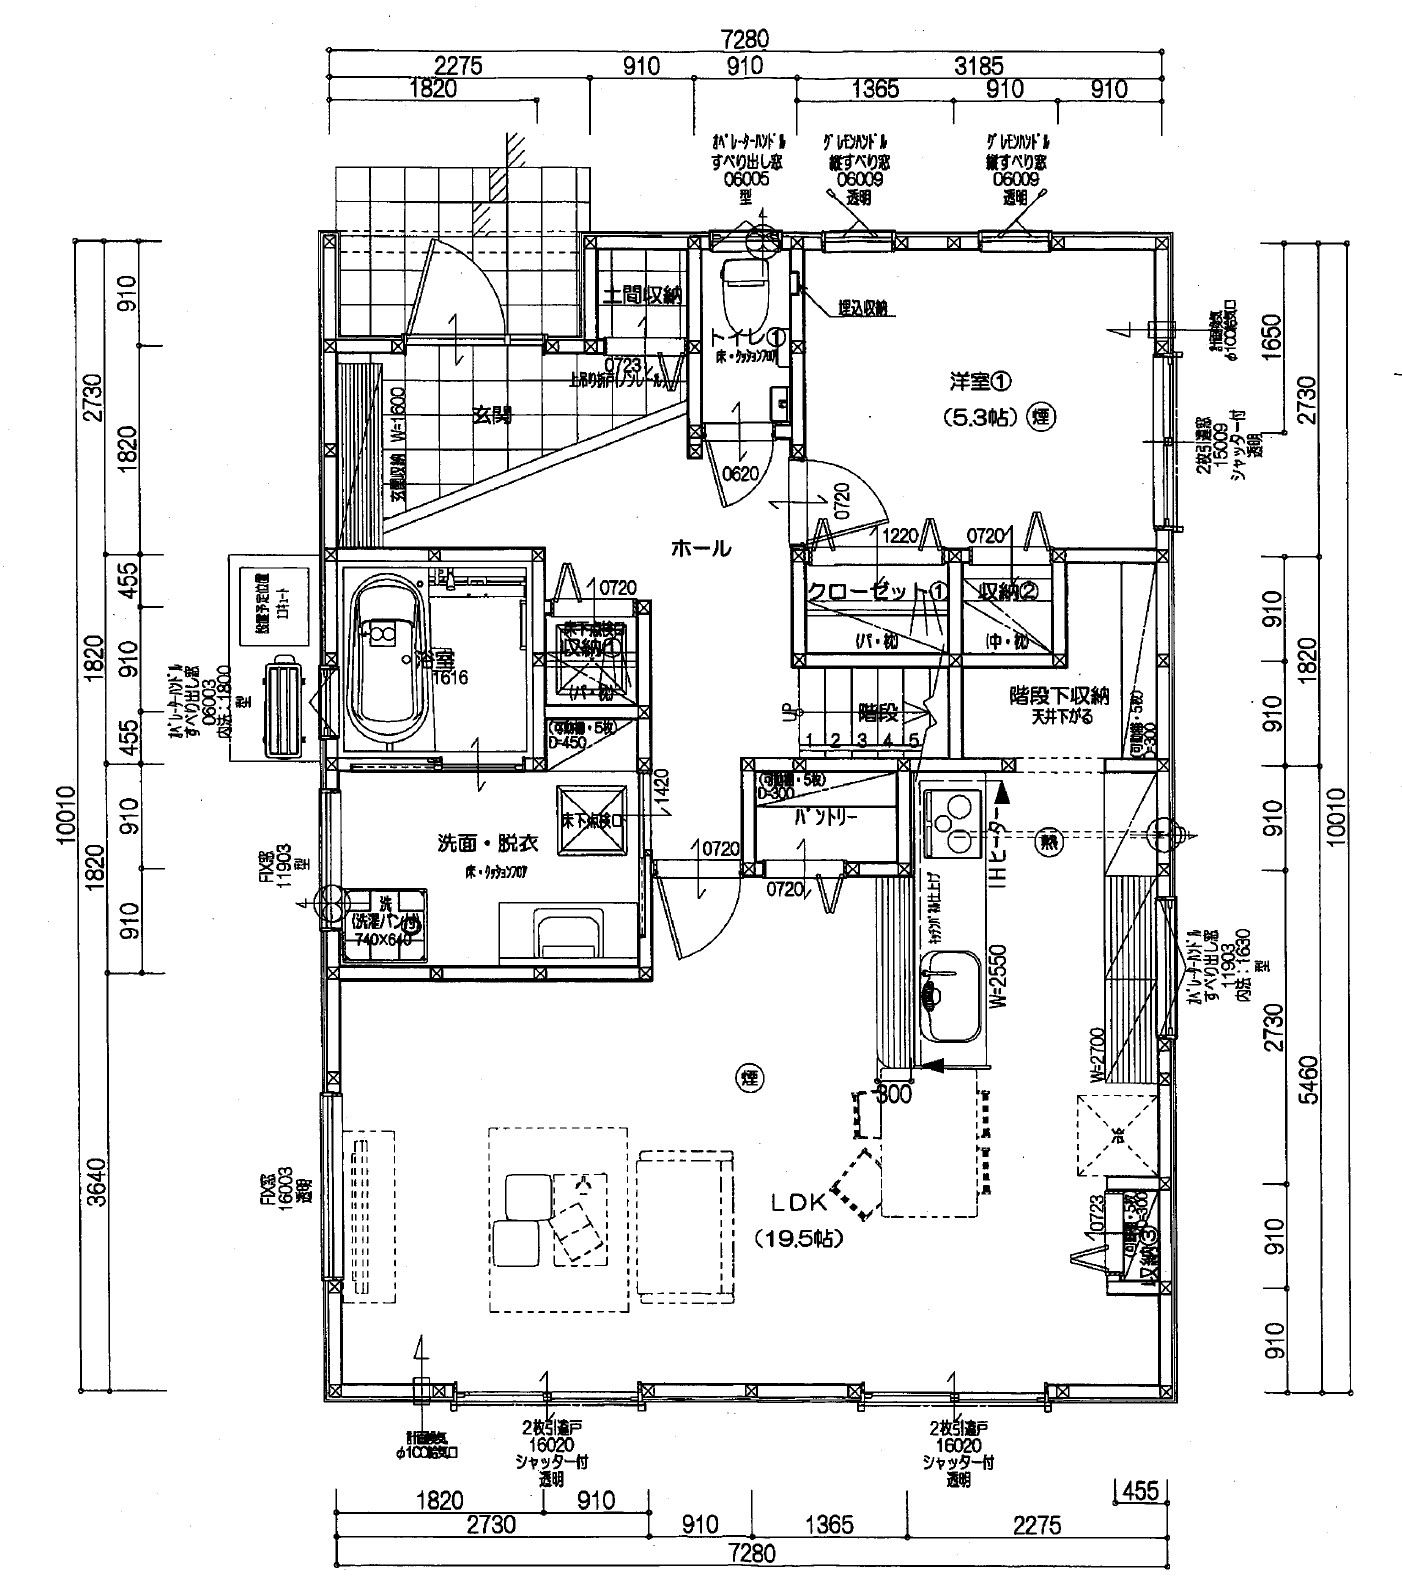 7280
2275
910
910
3185
1820
1365
910
910
ｵﾍﾟﾚｰﾀｰﾊﾝﾄﾞﾙ
すべり出し窓
06005
型
ｸﾞﾚﾓﾝﾊﾝﾄﾞﾙ
縦すべり窓
06009
透明
ｸﾞﾚﾓﾝﾊﾝﾄﾞﾙ
縦すべり窓
06009
透明
土間収納
トイレ①
床・ｸｯｼｮﾝﾌﾛｱ
埋込収納
0723
玄関
玄関収納 W=1600
0620
0720
洋室①
(5.3帖)
煙
計画換気
φ100給気口
2枚引違窓
15009
シャッター付
透明
ホール
1220
0720
クローゼット①
(パ・枕)
収納②
(中・枕)
階段下収納
天井下がる
(可動棚・5枚)
D=300
UP
階段
1 2 3 4 5
設置予定位置
ｴｺｷｭｰﾄ
浴室
1616
0720
床下点検口
収納①
(パ・枕)
(可動棚・5枚)
D=450
ｵﾍﾟﾚｰﾀｰﾊﾝﾄﾞﾙ
すべり出し窓
06003
内法:1800
型
洗面・脱衣
床・ｸｯｼｮﾝﾌﾛｱ
床下点検口
1420
FIX窓
11903
型
洗
(洗濯パン付)
740×640
0720
(可動棚・5枚)
D=300
パントリー
0720
IHヒーター
熱
ｷｯﾁﾝﾊﾟﾈﾙ仕上げ
W=2550
W=2700
ｵﾍﾟﾚｰﾀｰﾊﾝﾄﾞﾙ
すべり出し窓
11903
内法:1630
型
煙
300
冷
LDK
(19.5帖)
0723
(可動棚・5枚)
D=300
収納③
FIX窓
16003
透明
計画換気
φ100給気口
2枚引違戸
16020
シャッター付
透明
2枚引違戸
16020
シャッター付
透明
10010
2730
1820
1820
3640
910
1820
455
910
455
910
910
1650
2730
910
910
1820
910
2730
910
910
5460
10010
455
1820
910
2730
910
1365
2275
7280